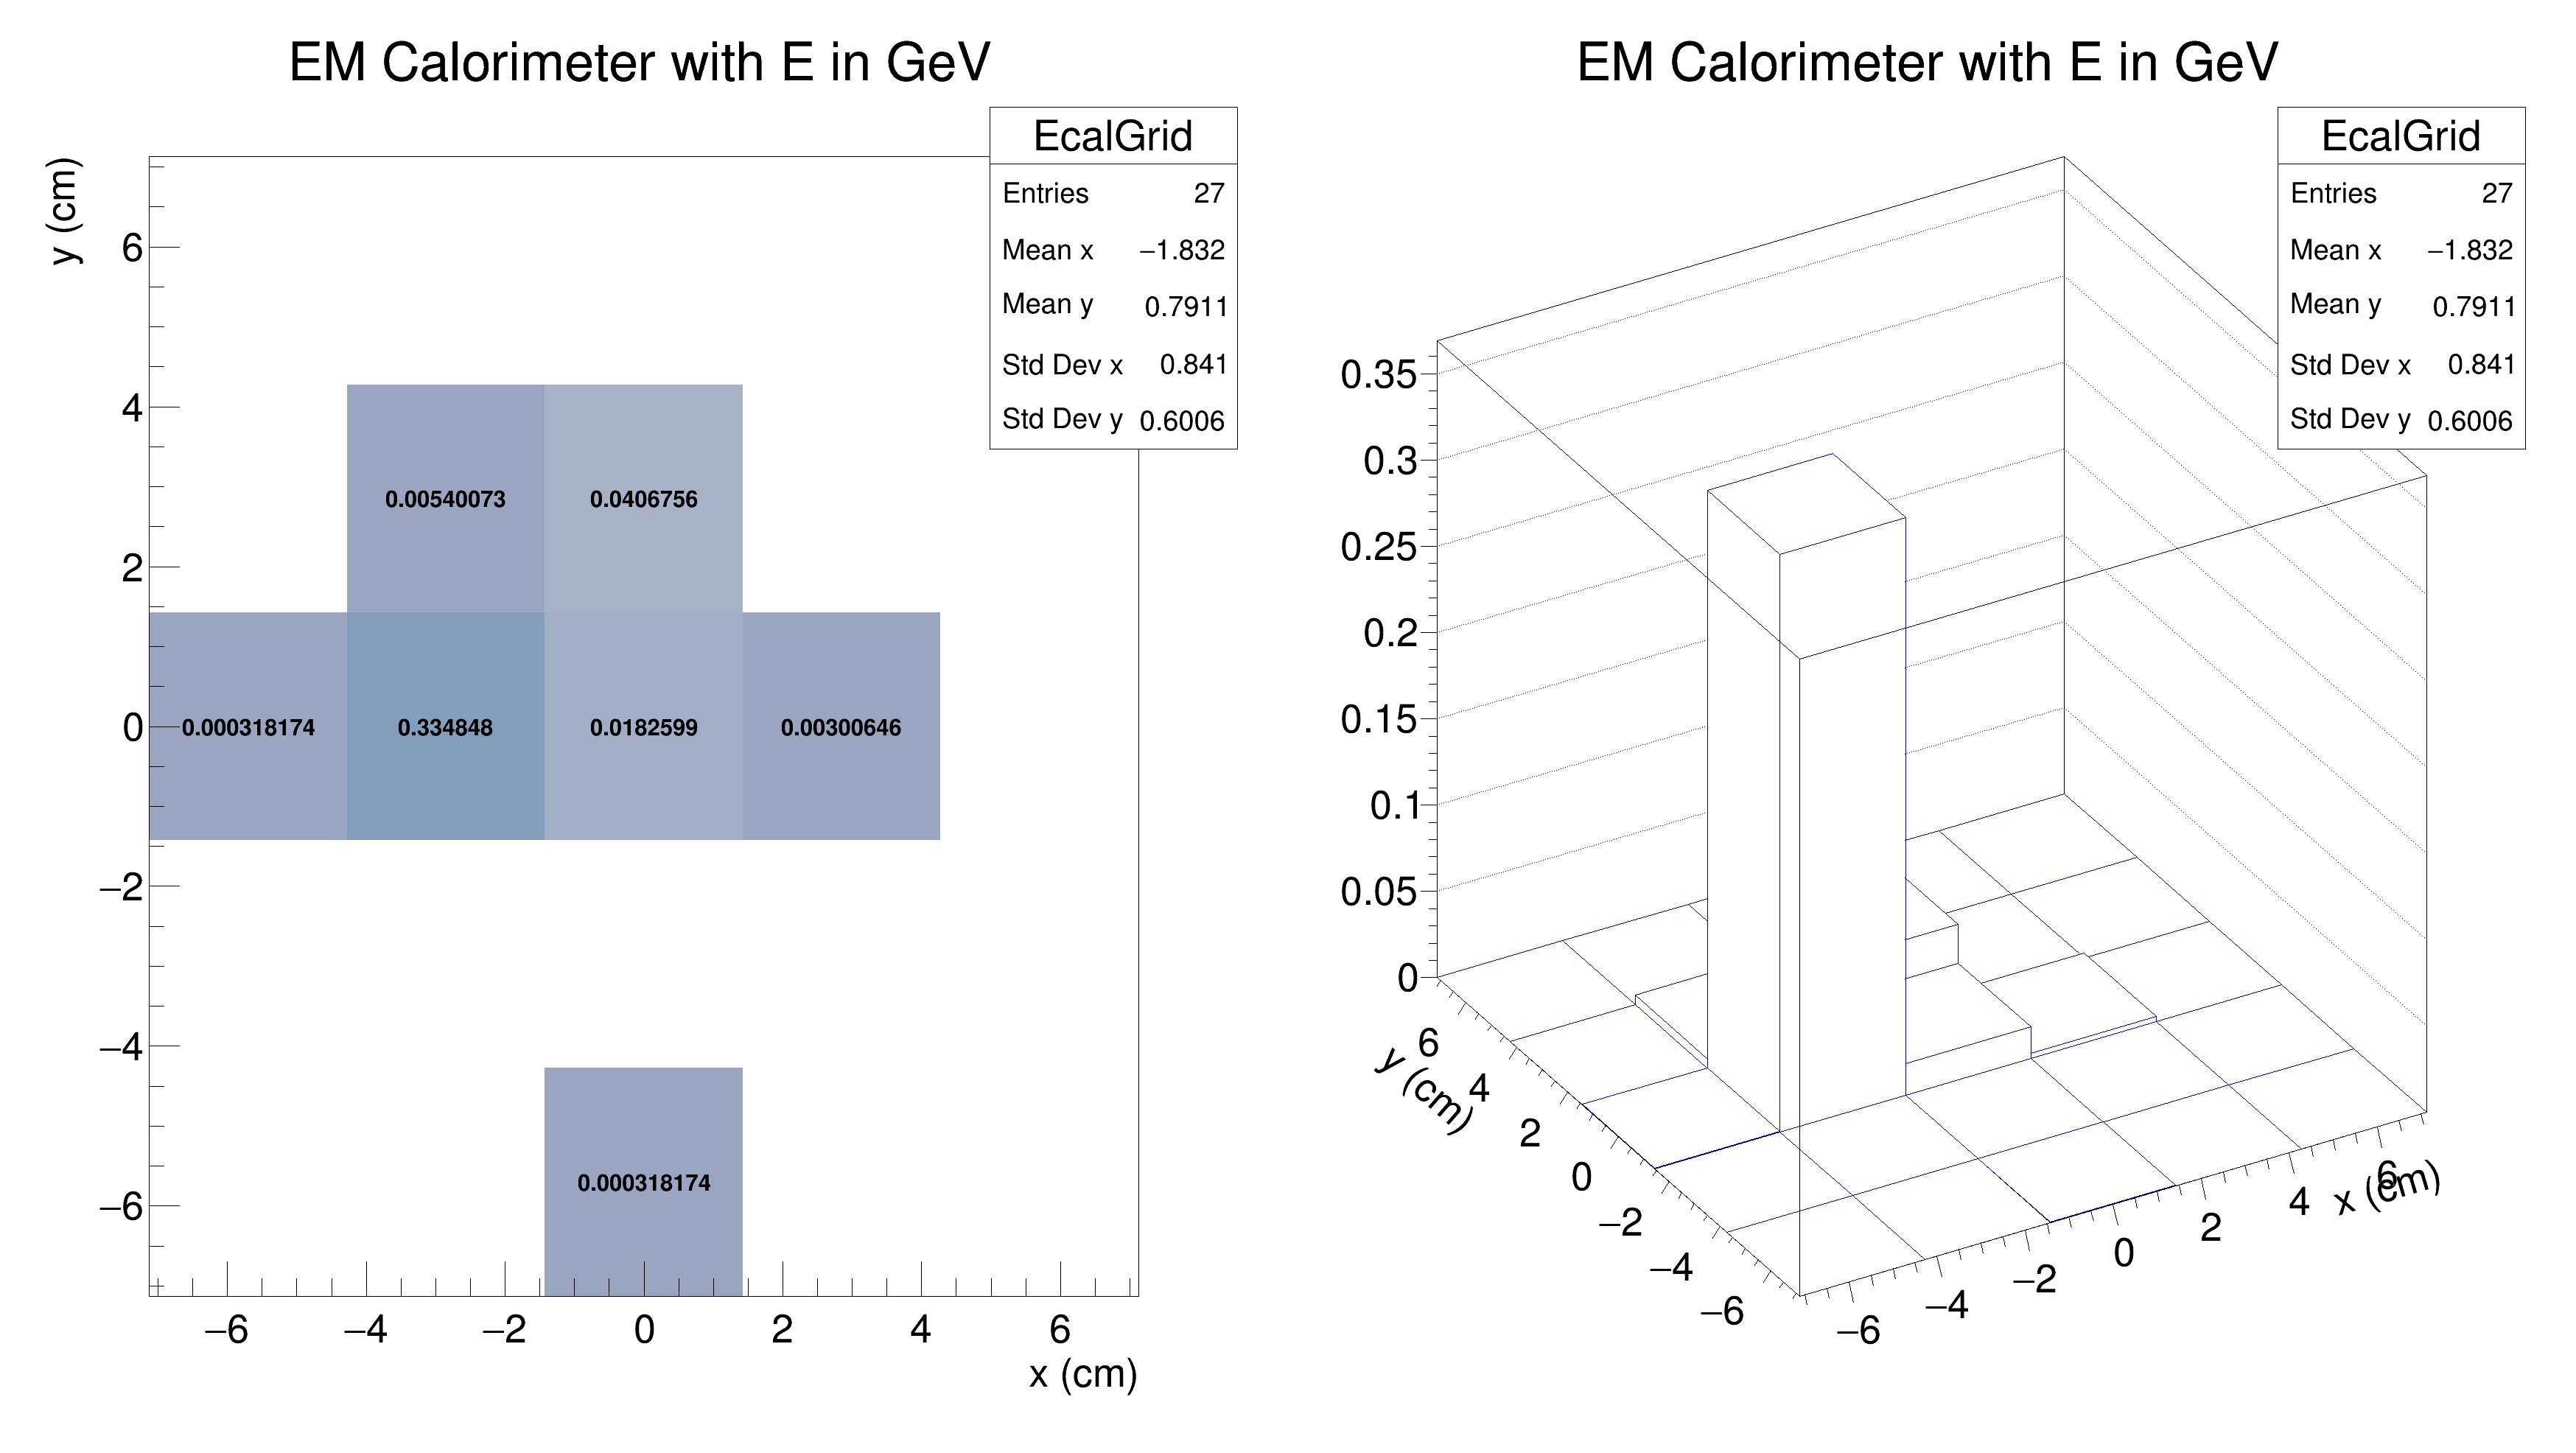 EM Calorimeter with E in GeV
EcalGrid
Entries 27
Mean x −1.832
Mean y 0.7911
Std Dev x 0.841
Std Dev y 0.6006
y (cm)
6
4
2
0
−2
−4
−6
0.00540073 0.0406756
0.000318174 0.334848 0.0182599 0.00300646
0.000318174
−6 −4 −2 0 2 4 6
x (cm)
EM Calorimeter with E in GeV
EcalGrid
Entries 27
Mean x −1.832
Mean y 0.7911
Std Dev x 0.841
Std Dev y 0.6006
0.35
0.3
0.25
0.2
0.15
0.1
0.05
0
6
4
2
0
−2
−4
−6
y (cm)
−6 −4 −2 0 2 4 6
x (cm)